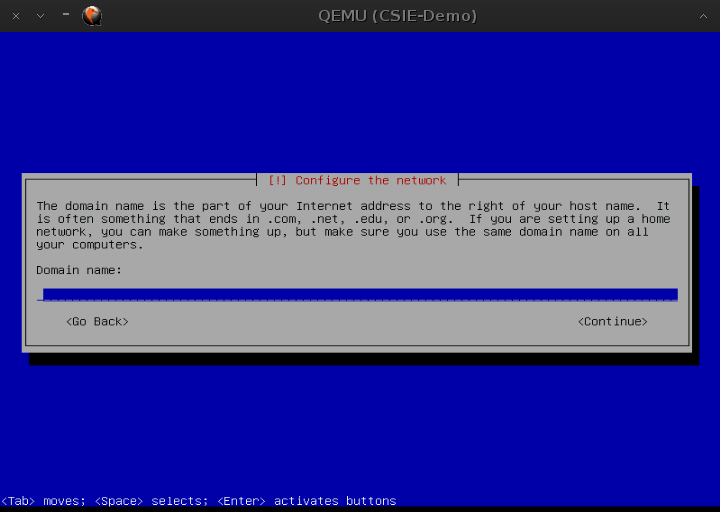 QEMU (CSIE-Demo)
[!] Configure the network
The domain name is the part of your Internet address to the right of your host name.  It
is often something that ends in .com, .net, .edu, or .org.  If you are setting up a home
network, you can make something up, but make sure you use the same domain name on all
your computers.
Domain name:
<Go Back> <Continue>
<Tab> moves; <Space> selects; <Enter> activates buttons